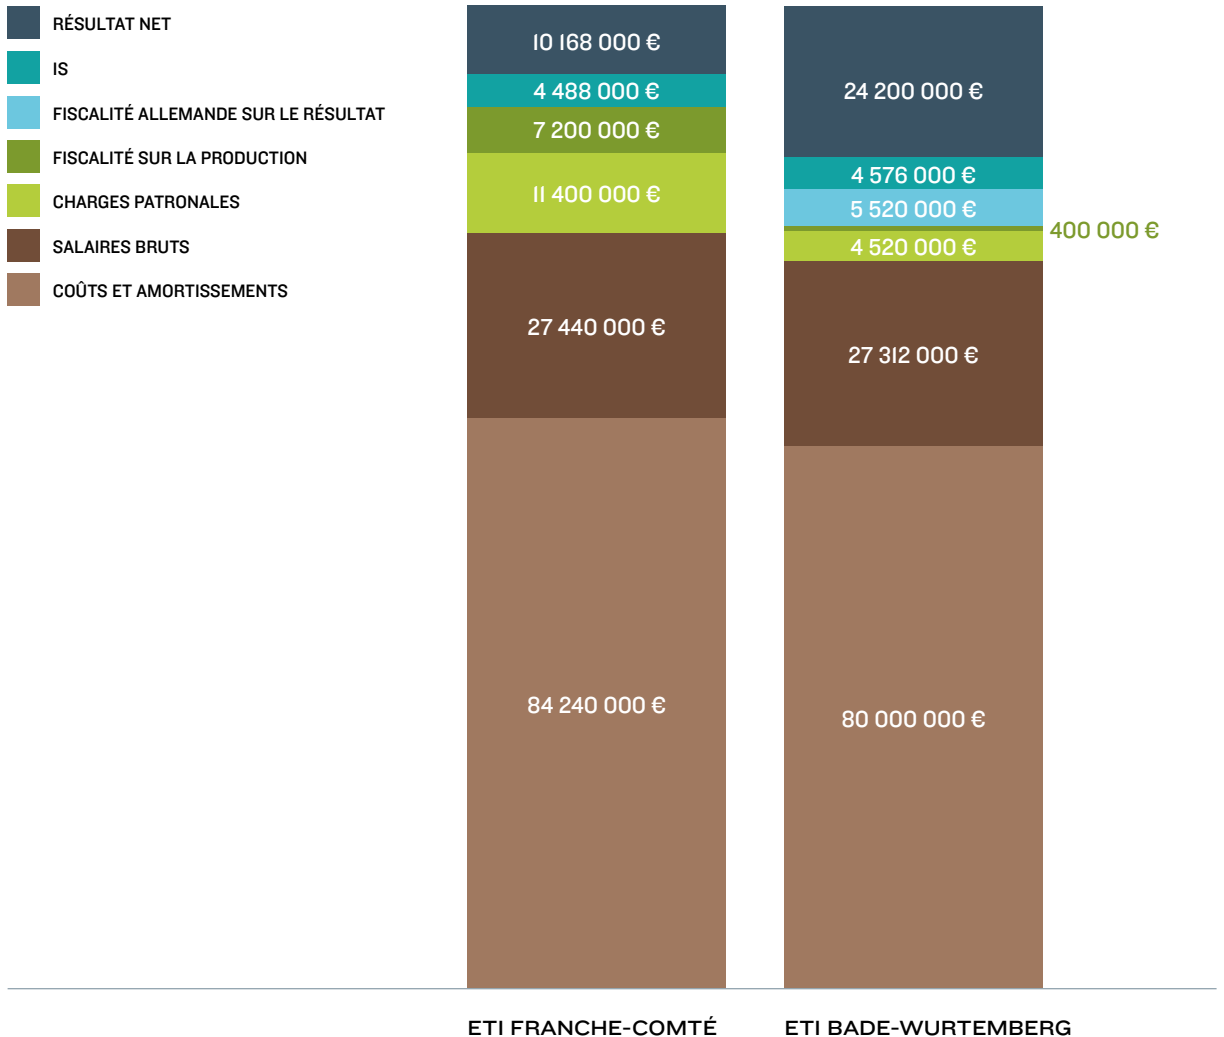 RÉSULTAT NET
IS
FISCALITÉ ALLEMANDE SUR LE RÉSULTAT
FISCALITÉ SUR LA PRODUCTION
CHARGES PATRONALES
SALAIRES BRUTS
COÛTS ET AMORTISSEMENTS
10 168 000 €
4 488 000 €
7 200 000 €
11 400 000 €
27 440 000 €
84 240 000 €
24 200 000 €
4 576 000 €
5 520 000 €
400 000 €
4 520 000 €
27 312 000 €
80 000 000 €
ETI FRANCHE-COMTÉ
ETI BADE-WURTEMBERG